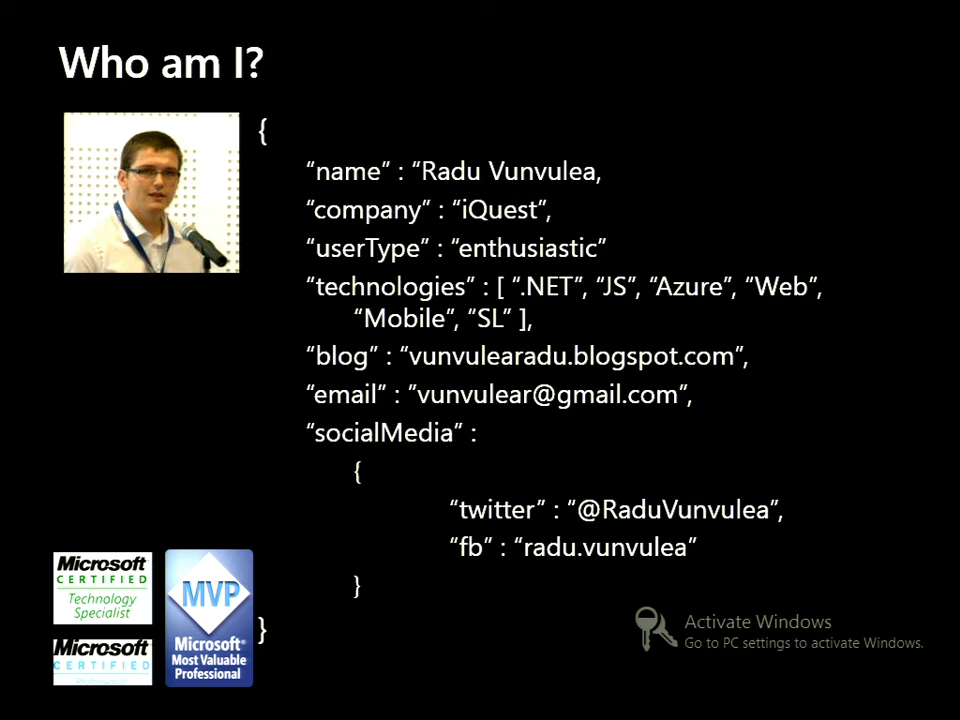 Who am I?
{
“name” : “Radu Vunvulea,
“company” : “iQuest”,
“userType” : “enthusiastic”
“technologies” : [ “.NET”, “JS”, “Azure”, “Web”,
“Mobile”, “SL” ],
“blog” : “vunvulearadu.blogspot.com”,
“email” : ”vunvulear@gmail.com”,
“socialMedia” :
{
“twitter” : “@RaduVunvulea”,
“fb” : “radu.vunvulea”
}
}
Microsoft
CERTIFIED
Technology
Specialist
Microsoft
CERTIFIED
Professional
MVP
Microsoft®
Most Valuable
Professional
Activate Windows
Go to PC settings to activate Windows.